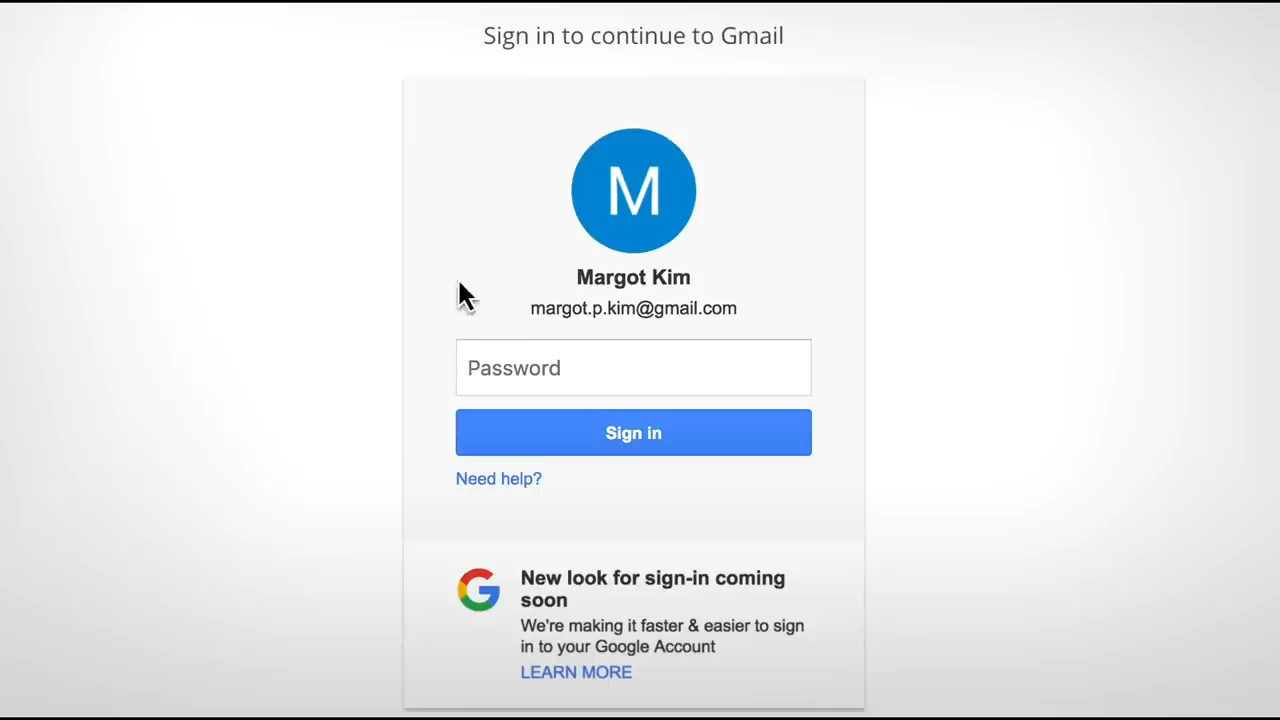 Sign in to continue to Gmail
M
Margot Kim
margot.p.kim@gmail.com
Password
Sign in
Need help?
G
New look for sign-in coming
soon
We're making it faster & easier to sign
in to your Google Account
LEARN MORE